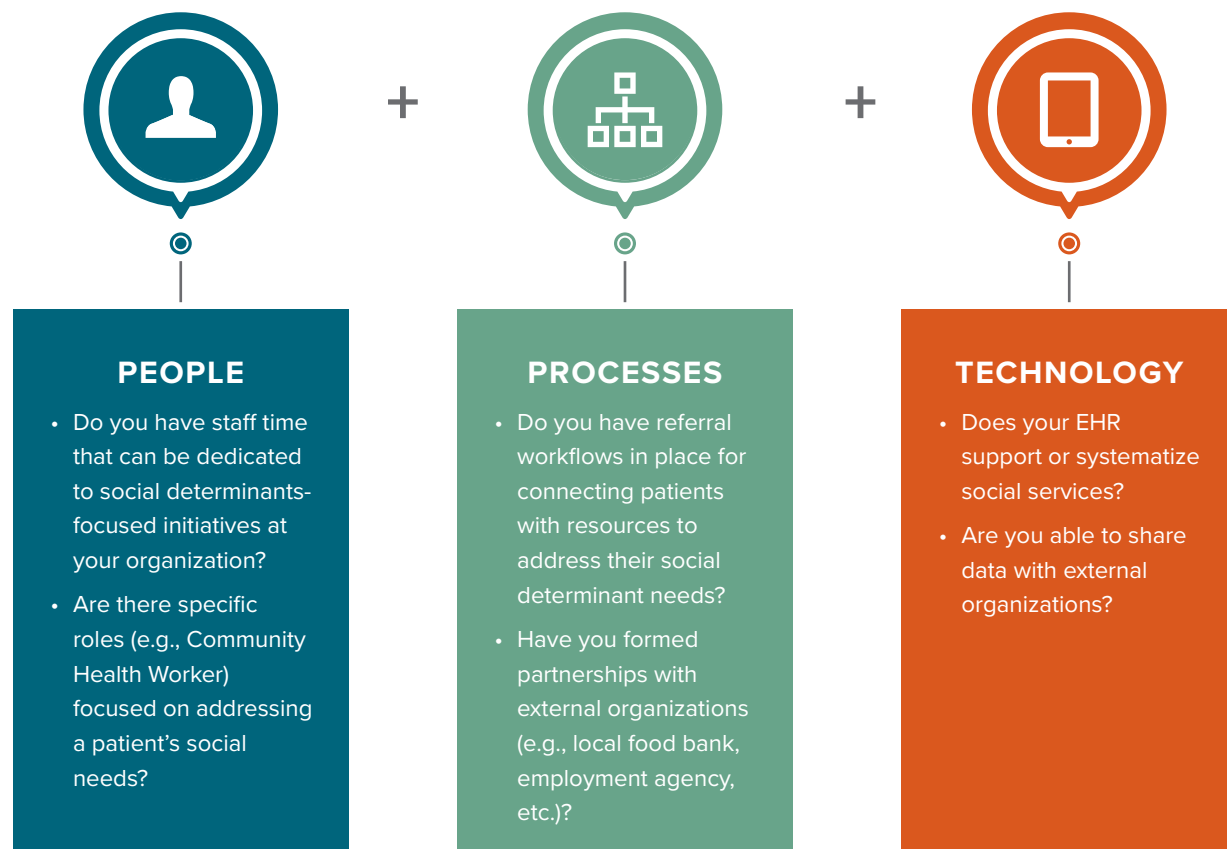 +
+
PEOPLE
• Do you have staff time
that can be dedicated
to social determinants-
focused initiatives at
your organization?
• Are there specific
roles (e.g., Community
Health Worker)
focused on addressing
a patient’s social
needs?
PROCESSES
• Do you have referral
workflows in place for
connecting patients
with resources to
address their social
determinant needs?
• Have you formed
partnerships with
external organizations
(e.g., local food bank,
employment agency,
etc.)?
TECHNOLOGY
• Does your EHR
support or systematize
social services?
• Are you able to share
data with external
organizations?